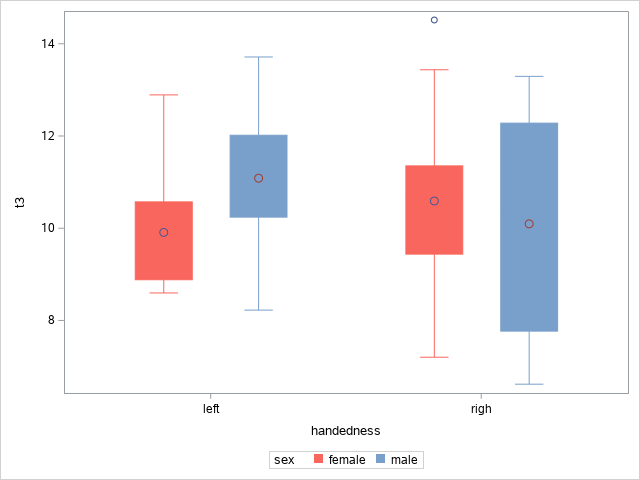 14
12
10
8
t3
left righ
handedness
sex female male